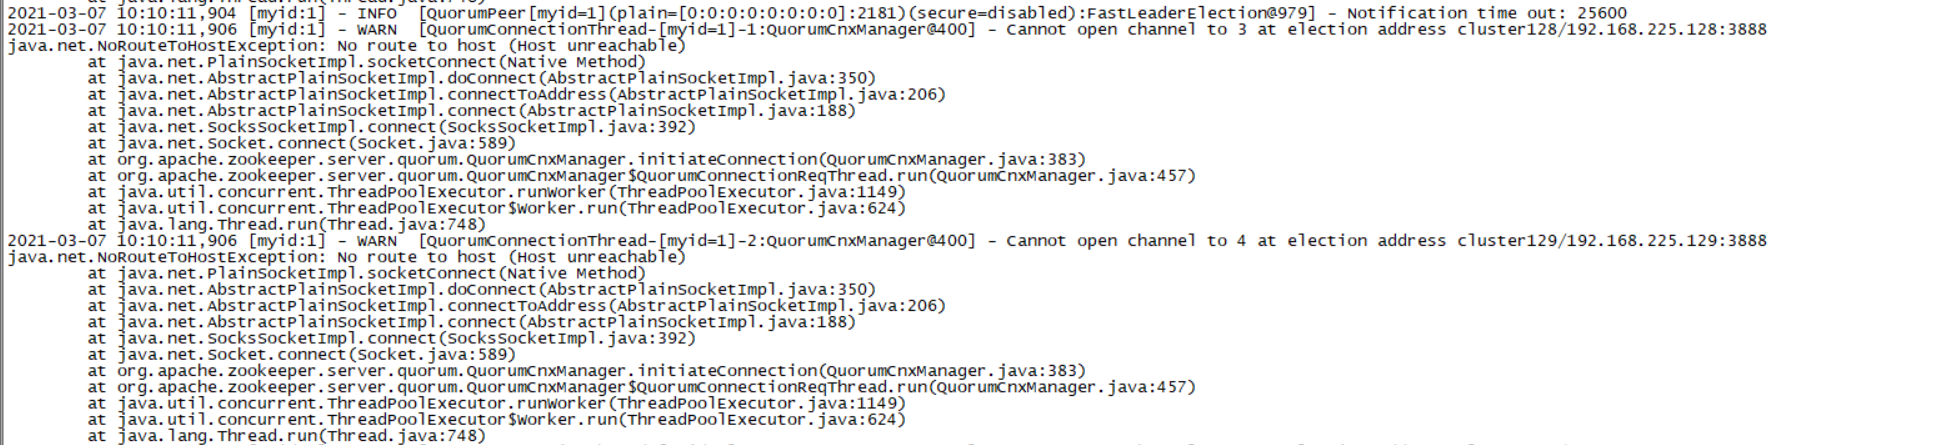 2021-03-07 10:10:11,904 [myid:1] - INFO  [QuorumPeer[myid=1](plain=[0:0:0:0:0:0:0:0]:2181)(secure=disabled):FastLeaderElection@979] - Notification time out: 25600
2021-03-07 10:10:11,906 [myid:1] - WARN  [QuorumConnectionThread-[myid=1]-1:QuorumCnxManager@400] - Cannot open channel to 3 at election address cluster128/192.168.225.128:3888
java.net.NoRouteToHostException: No route to host (Host unreachable)
at java.net.PlainSocketImpl.socketConnect(Native Method)
at java.net.AbstractPlainSocketImpl.doConnect(AbstractPlainSocketImpl.java:350)
at java.net.AbstractPlainSocketImpl.connectToAddress(AbstractPlainSocketImpl.java:206)
at java.net.AbstractPlainSocketImpl.connect(AbstractPlainSocketImpl.java:188)
at java.net.SocksSocketImpl.connect(SocksSocketImpl.java:392)
at java.net.Socket.connect(Socket.java:589)
at org.apache.zookeeper.server.quorum.QuorumCnxManager.initiateConnection(QuorumCnxManager.java:383)
at org.apache.zookeeper.server.quorum.QuorumCnxManager$QuorumConnectionReqThread.run(QuorumCnxManager.java:457)
at java.util.concurrent.ThreadPoolExecutor.runWorker(ThreadPoolExecutor.java:1149)
at java.util.concurrent.ThreadPoolExecutor$Worker.run(ThreadPoolExecutor.java:624)
at java.lang.Thread.run(Thread.java:748)
2021-03-07 10:10:11,906 [myid:1] - WARN  [QuorumConnectionThread-[myid=1]-2:QuorumCnxManager@400] - Cannot open channel to 4 at election address cluster129/192.168.225.129:3888
java.net.NoRouteToHostException: No route to host (Host unreachable)
at java.net.PlainSocketImpl.socketConnect(Native Method)
at java.net.AbstractPlainSocketImpl.doConnect(AbstractPlainSocketImpl.java:350)
at java.net.AbstractPlainSocketImpl.connectToAddress(AbstractPlainSocketImpl.java:206)
at java.net.AbstractPlainSocketImpl.connect(AbstractPlainSocketImpl.java:188)
at java.net.SocksSocketImpl.connect(SocksSocketImpl.java:392)
at java.net.Socket.connect(Socket.java:589)
at org.apache.zookeeper.server.quorum.QuorumCnxManager.initiateConnection(QuorumCnxManager.java:383)
at org.apache.zookeeper.server.quorum.QuorumCnxManager$QuorumConnectionReqThread.run(QuorumCnxManager.java:457)
at java.util.concurrent.ThreadPoolExecutor.runWorker(ThreadPoolExecutor.java:1149)
at java.util.concurrent.ThreadPoolExecutor$Worker.run(ThreadPoolExecutor.java:624)
at java.lang.Thread.run(Thread.java:748)